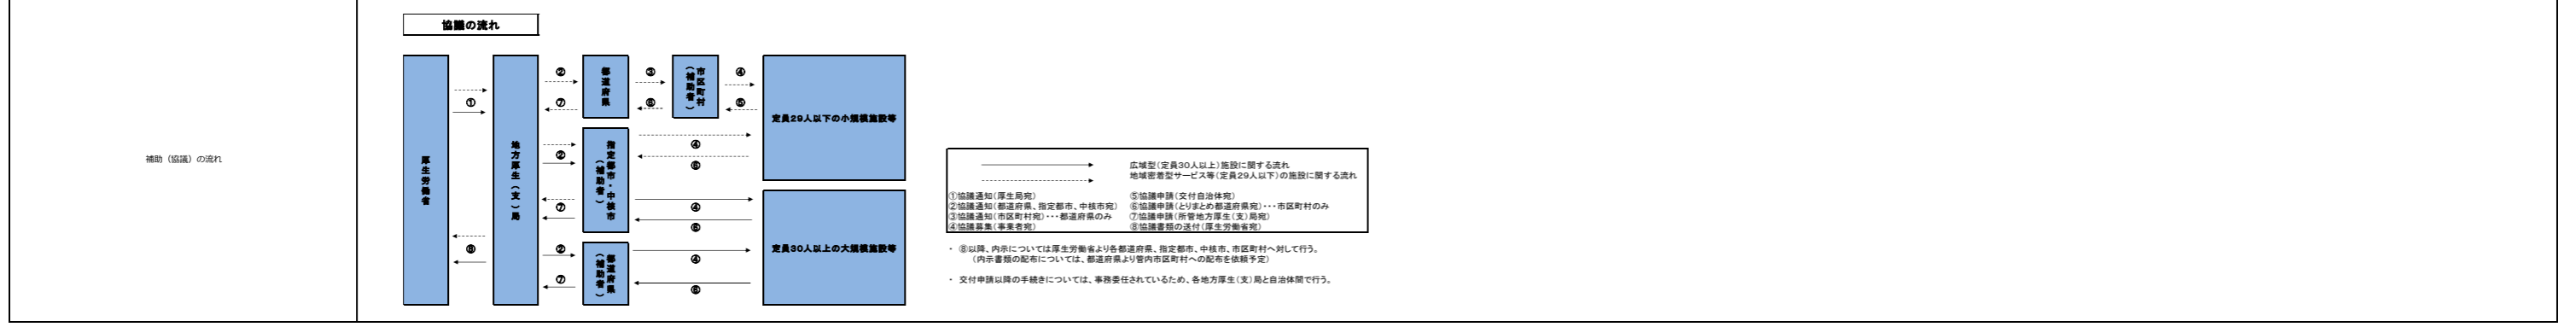 補助（協議）の流れ
協議の流れ
厚生労働省
①
⑧
地方厚生（支）局
②
⑦
都道府県
③
⑧
市区町村
（補助者）
④
⑤
定員29人以下の小規模施設等
②
⑦
指定都市・中核市
（補助者）
④
⑥
④
⑥
定員30人以上の大規模施設等
②
⑦
都道府県
（補助者）
④
⑥
広域型（定員30人以上）施設に関する流れ
地域密着型サービス等（定員29人以下）の施設に関する流れ
①協議通知（厚生局宛）
⑤協議申請（交付自治体宛）
②協議通知（都道府県、指定都市、中核市宛）
⑥協議申請（とりまとめ都道府県宛）・・・市区町村のみ
③協議通知（市区町村宛）・・・都道府県のみ
⑦協議申請（所管地方厚生（支）局宛）
④協議募集（事業者宛）
⑧協議書類の送付（厚生労働省宛）
・ ⑧以降、内示については厚生労働省より各都道府県、指定都市、中核市、市区町村へ対して行う。
（内示書類の配布については、都道府県より管内市区町村への配布を依頼予定）
・ 交付申請以降の手続きについては、事務委任されているため、各地方厚生（支）局と自治体間で行う。